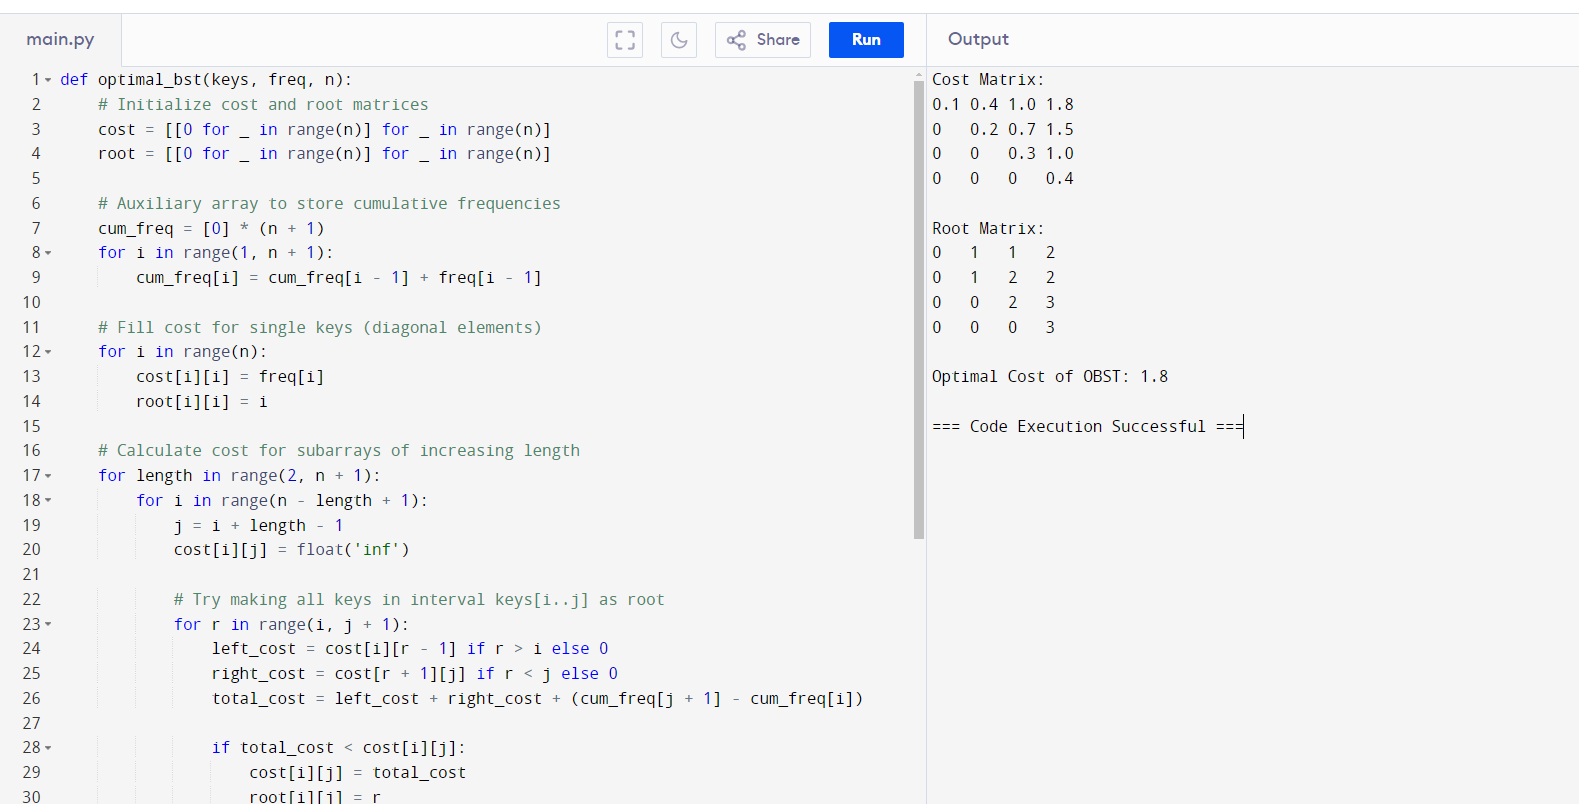 main.py
Share
Run
Output
1 def optimal_bst(keys, freq, n):
2     # Initialize cost and root matrices
3     cost = [[0 for _ in range(n)] for _ in range(n)]
4     root = [[0 for _ in range(n)] for _ in range(n)]
5
6     # Auxiliary array to store cumulative frequencies
7     cum_freq = [0] * (n + 1)
8     for i in range(1, n + 1):
9         cum_freq[i] = cum_freq[i - 1] + freq[i - 1]
10
11     # Fill cost for single keys (diagonal elements)
12     for i in range(n):
13         cost[i][i] = freq[i]
14         root[i][i] = i
15
16     # Calculate cost for subarrays of increasing length
17     for length in range(2, n + 1):
18         for i in range(n - length + 1):
19             j = i + length - 1
20             cost[i][j] = float('inf')
21
22             # Try making all keys in interval keys[i..j] as root
23             for r in range(i, j + 1):
24                 left_cost = cost[i][r - 1] if r > i else 0
25                 right_cost = cost[r + 1][j] if r < j else 0
26                 total_cost = left_cost + right_cost + (cum_freq[j + 1] - cum_freq[i])
27
28                 if total_cost < cost[i][j]:
29                     cost[i][j] = total_cost
30                     root[i][j] = r
Cost Matrix:
0.1 0.4 1.0 1.8
0   0.2 0.7 1.5
0   0   0.3 1.0
0   0   0   0.4
Root Matrix:
0   1   1   2
0   1   2   2
0   0   2   3
0   0   0   3
Optimal Cost of OBST: 1.8
=== Code Execution Successful ===